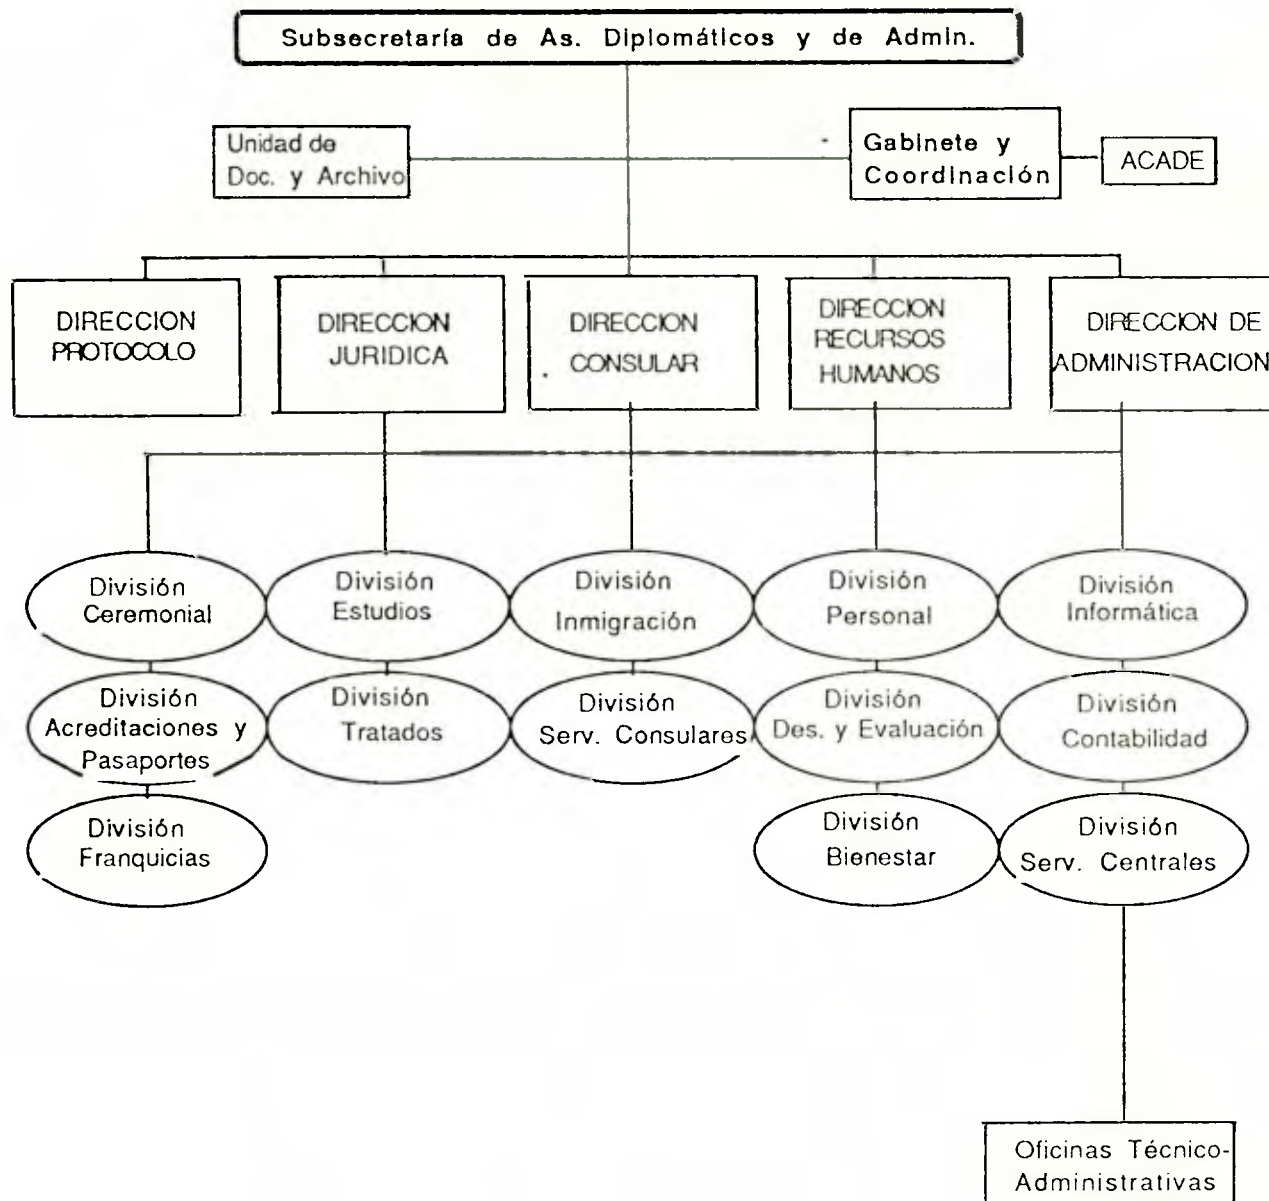 Subsecretaría de As. Diplomáticos y de Admin.
Unidad de
Doc. y Archivo
Gabinete y
Coordinación
ACADE
DIRECCION
PROTOCOLO
DIRECCION
JURIDICA
DIRECCION
CONSULAR
DIRECCION
RECURSOS
HUMANOS
DIRECCION DE
ADMINISTRACION
División
Ceremonial
División
Estudios
División
Inmigración
División
Personal
División
Informática
División
Acreditaciones y
Pasaportes
División
Tratados
División
Serv. Consulares
División
Des. y Evaluación
División
Contabilidad
División
Franquicias
División
Bienestar
División
Serv. Centrales
Oficinas Técnico-
Administrativas